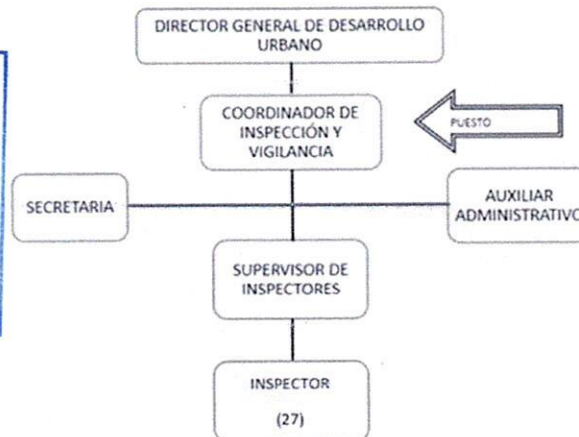 DIRECTOR GENERAL DE DESARROLLO
URBANO
COORDINADOR DE
INSPECCIÓN Y
VIGILANCIA
PUESTO
SECRETARIA
AUXILIAR
ADMINISTRATIVO
SUPERVISOR DE
INSPECTORES
INSPECTOR
(27)